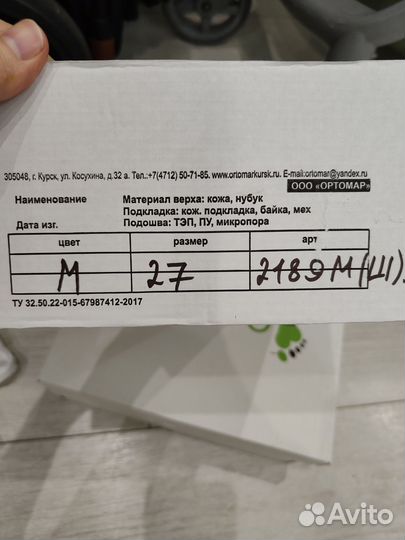 305048, г. Курск, ул. Косухина, д.32 а. Тел.:+7(4712) 50-71-85. www.ortomarkursk.ru. E-mail:ortomar@yandex.ru
ООО «ОРТОМАР»
Наименование
Материал верха: кожа, нубук
Подкладка: кож. подкладка, байка, мех
Дата изг.
Подошва: ТЭП, ПУ, микропора
цвет размер арт
М 27 2189М(Ш).
ТУ 32.50.22-015-67987412-2017
Avito